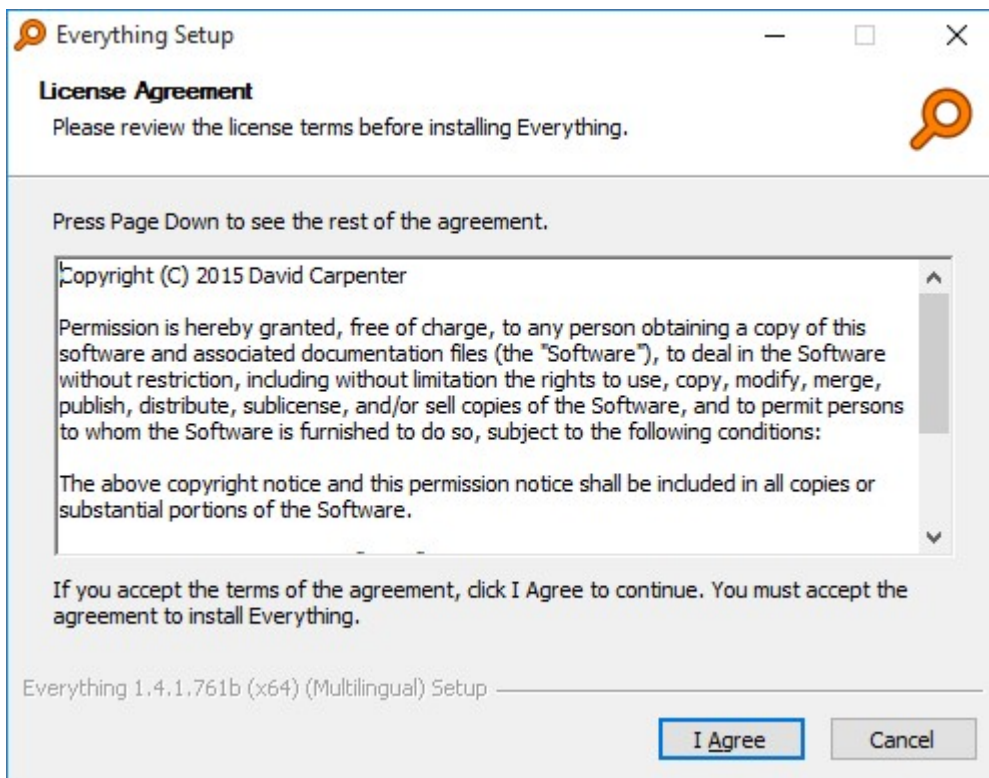 Everything Setup
License Agreement
Please review the license terms before installing Everything.
Press Page Down to see the rest of the agreement.
Copyright (C) 2015 David Carpenter
Permission is hereby granted, free of charge, to any person obtaining a copy of this
software and associated documentation files (the "Software"), to deal in the Software
without restriction, including without limitation the rights to use, copy, modify, merge,
publish, distribute, sublicense, and/or sell copies of the Software, and to permit persons
to whom the Software is furnished to do so, subject to the following conditions:
The above copyright notice and this permission notice shall be included in all copies or
substantial portions of the Software.
If you accept the terms of the agreement, click I Agree to continue. You must accept the
agreement to install Everything.
Everything 1.4.1.761b (x64) (Multilingual) Setup
I Agree
Cancel